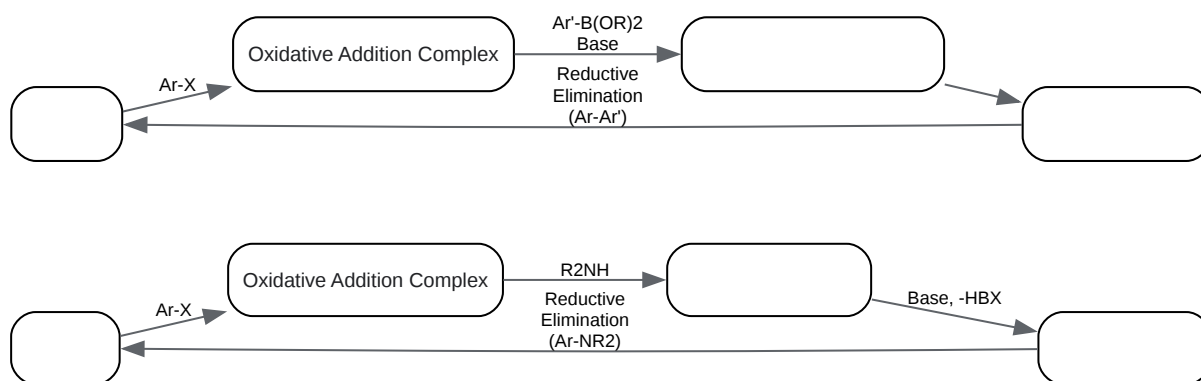 Ar'-B(OR)2
Base
Oxidative Addition Complex
Ar-X
Reductive
Elimination
(Ar-Ar')
Oxidative Addition Complex
R2NH
Ar-X
Reductive
Elimination
(Ar-NR2)
Base, -HBX